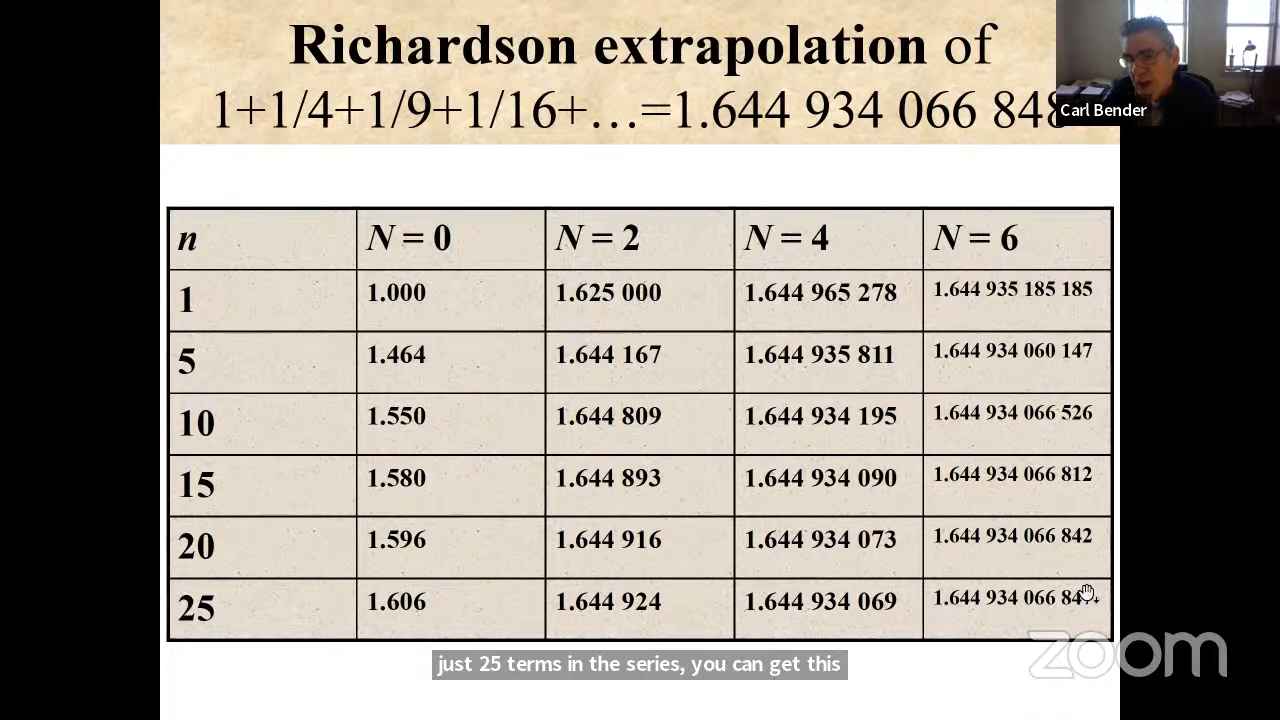 Richardson extrapolation of
1+1/4+1/9+1/16+…=1.644 934 066 848
Carl Bender
n N = 0 N = 2 N = 4 N = 6
1 1.000 1.625 000 1.644 965 278 1.644 935 185 185
5 1.464 1.644 167 1.644 935 811 1.644 934 060 147
10 1.550 1.644 809 1.644 934 195 1.644 934 066 526
15 1.580 1.644 893 1.644 934 090 1.644 934 066 812
20 1.596 1.644 916 1.644 934 073 1.644 934 066 842
25 1.606 1.644 924 1.644 934 069 1.644 934 066
just 25 terms in the series, you can get this
zoom